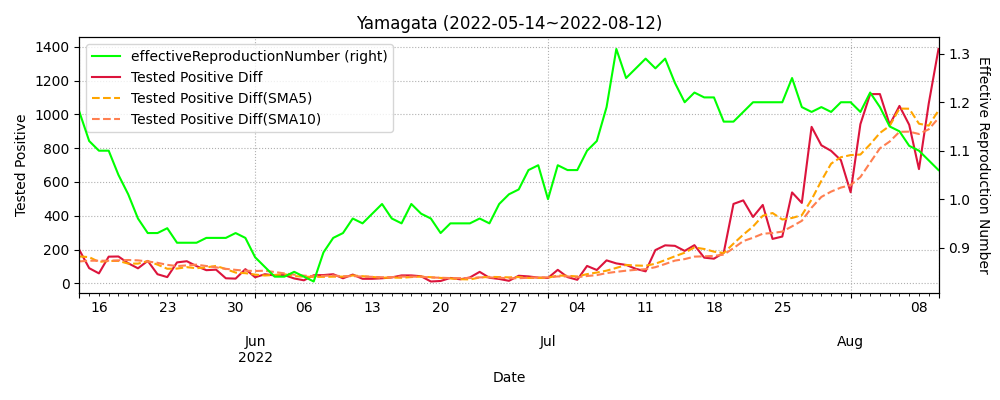 Yamagata (2022-05-14~2022-08-12)
effectiveReproductionNumber (right)
Tested Positive Diff
Tested Positive Diff(SMA5)
Tested Positive Diff(SMA10)
Tested Positive
1400
1200
1000
800
600
400
200
0
Effective Reproduction Number
1.3
1.2
1.1
1.0
0.9
16 23 30 06 13 20 27 04 11 18 25 08
Jun Jul Aug
2022
Date